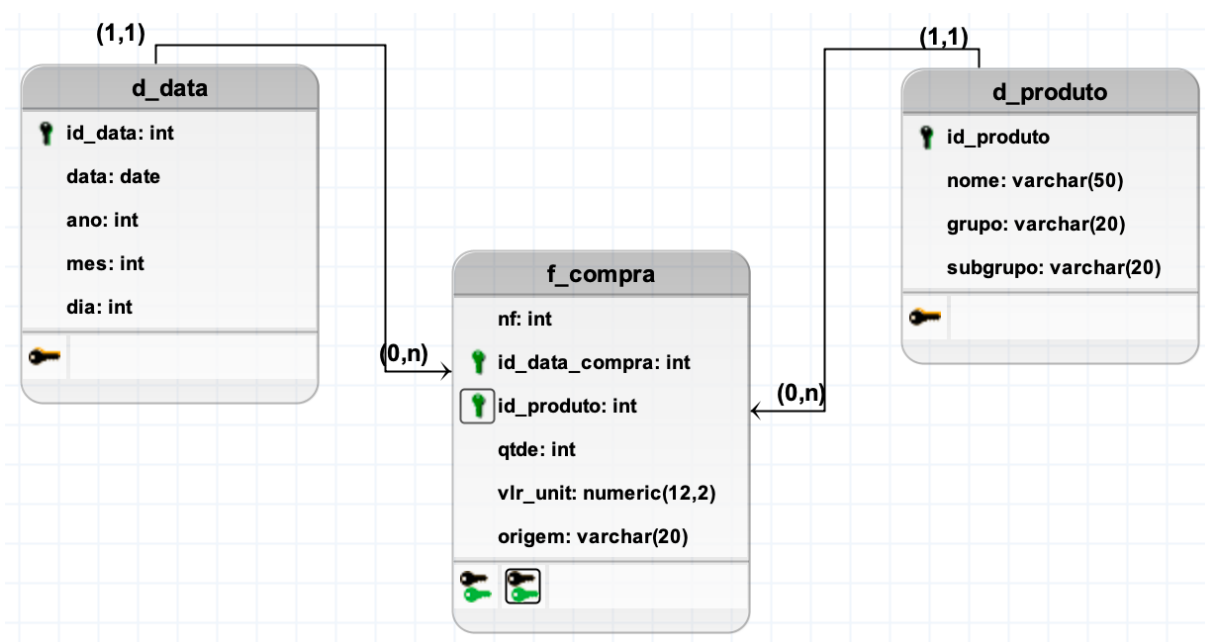 (1,1)
d_data
id_data: int
data: date
ano: int
mes: int
dia: int
(0,n)
f_compra
nf: int
id_data_compra: int
id_produto: int
qtde: int
vlr_unit: numeric(12,2)
origem: varchar(20)
(1,1)
d_produto
id_produto
nome: varchar(50)
grupo: varchar(20)
subgrupo: varchar(20)
(0,n)